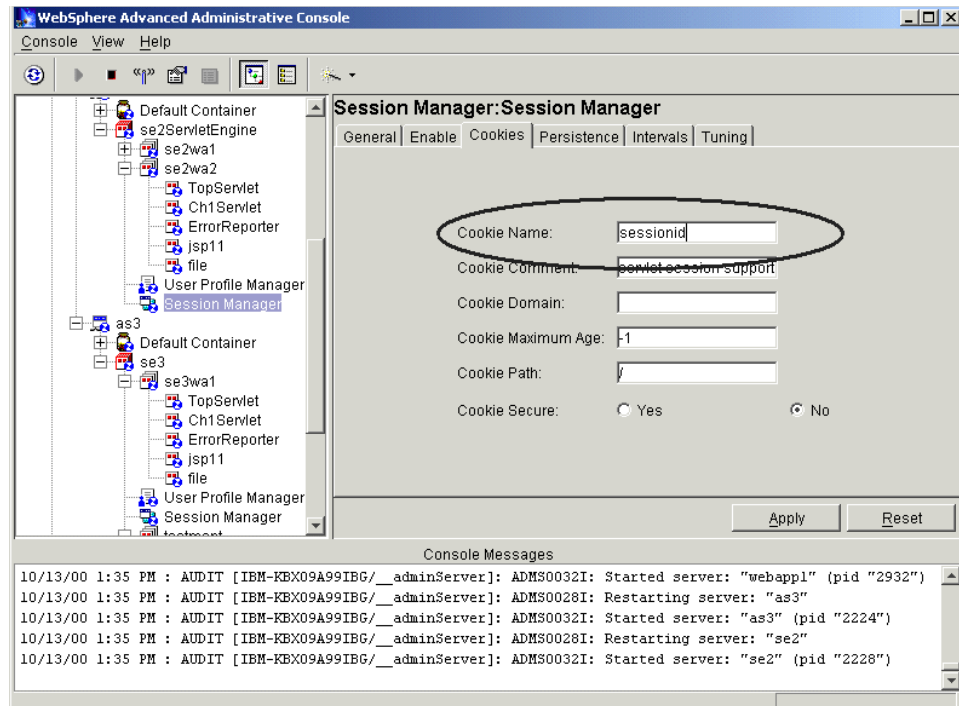 WebSphere Advanced Administrative Console
Console View Help
Default Container
se2ServletEngine
se2wa1
se2wa2
TopServlet
Ch1Servlet
ErrorReporter
jsp11
file
User Profile Manager
Session Manager
as3
Default Container
se3
se3wa1
TopServlet
Ch1Servlet
ErrorReporter
jsp11
file
User Profile Manager
Session Manager
Session Manager:Session Manager
General Enable Cookies Persistence Intervals Tuning
Cookie Name: sessionid
Cookie Comment: servlet session support
Cookie Domain:
Cookie Maximum Age: -1
Cookie Path: /
Cookie Secure: Yes No
Apply Reset
Console Messages
10/13/00 1:35 PM : AUDIT [IBM-KBX09A99IBG/__adminServer]: ADMS0032I: Started server: "webapp1" (pid "2932")
10/13/00 1:35 PM : AUDIT [IBM-KBX09A99IBG/__adminServer]: ADMS0028I: Restarting server: "as3"
10/13/00 1:35 PM : AUDIT [IBM-KBX09A99IBG/__adminServer]: ADMS0032I: Started server: "as3" (pid "2224")
10/13/00 1:35 PM : AUDIT [IBM-KBX09A99IBG/__adminServer]: ADMS0028I: Restarting server: "se2"
10/13/00 1:35 PM : AUDIT [IBM-KBX09A99IBG/__adminServer]: ADMS0032I: Started server: "se2" (pid "2228")